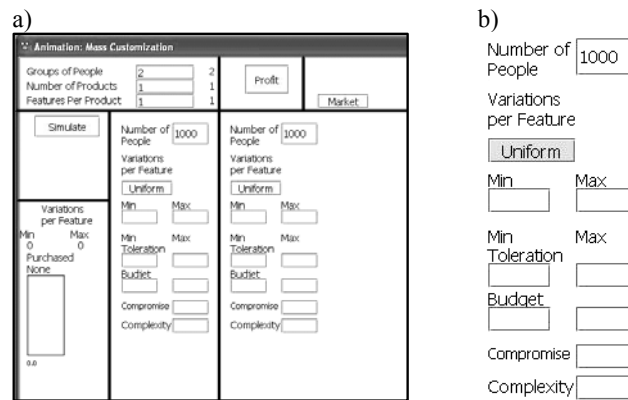 a)
Animation: Mass Customization
Groups of People 2 2
Number of Products 1 1
Features Per Product 1 1
Profit
Market
Simulate
Variations
per Feature
Min Max
0 0
Purchased
None
0.0
Number of 1000
People
Variations
per Feature
Uniform
Min Max
Min Max
Toleration
Budget
Compromise
Complexity
Number of 1000
People
Variations
per Feature
Uniform
Min Max
Min Max
Toleration
Budget
Compromise
Complexity
b)
Number of 1000
People
Variations
per Feature
Uniform
Min Max
Min Max
Toleration
Budget
Compromise
Complexity